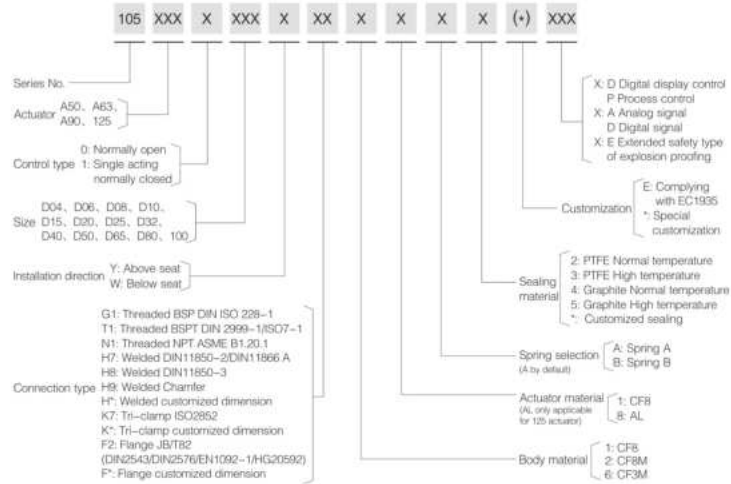 105 XXX X XXX X XX X X X X (*) XXX
Series No.
Actuator A50、A63、
A90、125
0: Normally open
Control type 1: Single acting
normally closed
D04、D06、D08、D10、
Size D15、D20、D25、D32、
D40、D50、D65、D80、100
Installation direction Y: Above seat
W: Below seat
G1: Threaded BSP DIN ISO 228-1
T1: Threaded BSPT DIN 2999-1/ISO7-1
N1: Threaded NPT ASME B1.20.1
H7: Welded DIN11850-2/DIN11866 A
H8: Welded DIN11850-3
Connection type H9: Welded Chamfer
H*: Welded customized dimension
K7: Tri-clamp ISO2852
K*: Tri-clamp customized dimension
F2: Flange JB/T82
(DIN2543/DIN2576/EN1092-1/HG20592)
F*: Flange customized dimension
X: D Digital display control
P Process control
X: A Analog signal
D Digital signal
X: E Extended safety type
of explosion proofing
Customization E: Complying
with EC1935
*: Special
customization
Sealing
material
2: PTFE Normal temperature
3: PTFE High temperature
4: Graphite Normal temperature
5: Graphite High temperature
*: Customized sealing
Spring selection
(A by default)
A: Spring A
B: Spring B
Actuator material
(AL only applicable
for 125 actuator)
1: CF8
8: AL
Body material
1: CF8
2: CF8M
6: CF3M